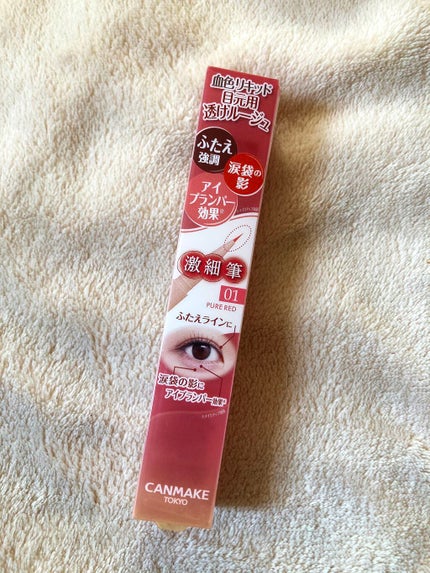 血色リキッド
目元用
透けルージュ
ふたえ
強調
涙袋の
影
アイ
プランパー
効果※
激細筆
01
PURE RED
ふたえラインに
涙袋の影に
アイプランパー効果※
CANMAKE
TOKYO